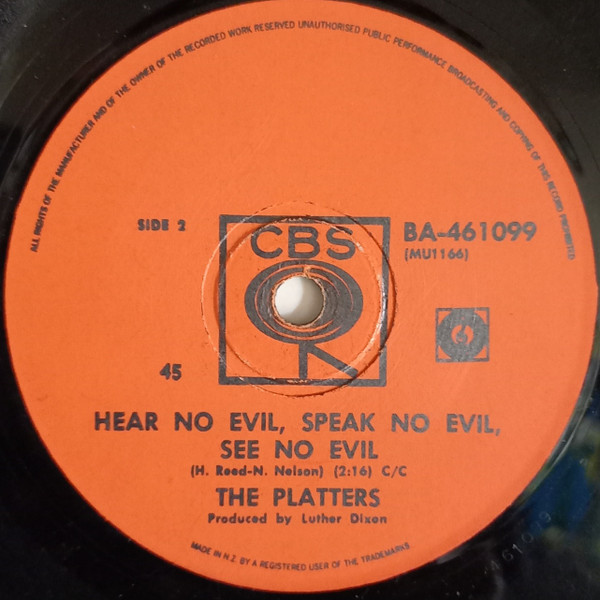 ALL RIGHTS OF THE MANUFACTURER AND OF THE OWNER OF THE RECORDED WORK RESERVED UNAUTHORISED PUBLIC PERFORMANCE BROADCASTING AND COPYING OF THIS RECORD PROHIBITED
SIDE 2
CBS
BA-461099
(MU1166)
45
HEAR NO EVIL, SPEAK NO EVIL,
SEE NO EVIL
(H. Reed-N. Nelson) (2:16) C/C
THE PLATTERS
Produced by Luther Dixon
MADE IN N.Z. BY A REGISTERED USER OF THE TRADEMARKS